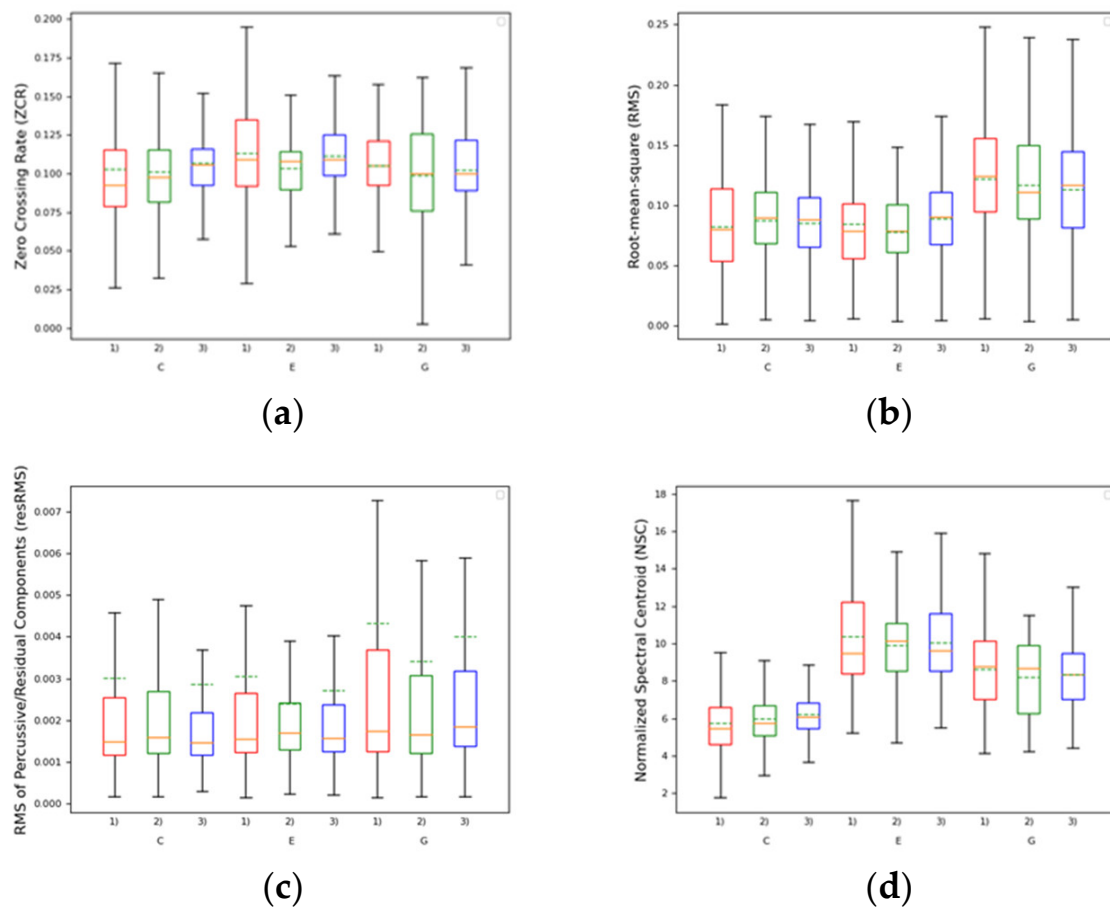 0.200
0.175
0.150
0.125
0.100
0.075
0.050
0.025
0.000
Zero Crossing Rate (ZCR)
1) 2) 3) 1) 2) 3) 1) 2) 3)
C E G
(a)
0.25
0.20
0.15
0.10
0.05
0.00
Root-mean-square (RMS)
1) 2) 3) 1) 2) 3) 1) 2) 3)
C E G
(b)
0.007
0.006
0.005
0.004
0.003
0.002
0.001
0.000
RMS of Percussive/Residual Components (resRMS)
1) 2) 3) 1) 2) 3) 1) 2) 3)
C E G
(c)
18
16
14
12
10
8
6
4
2
Normalized Spectral Centroid (NSC)
1) 2) 3) 1) 2) 3) 1) 2) 3)
C E G
(d)